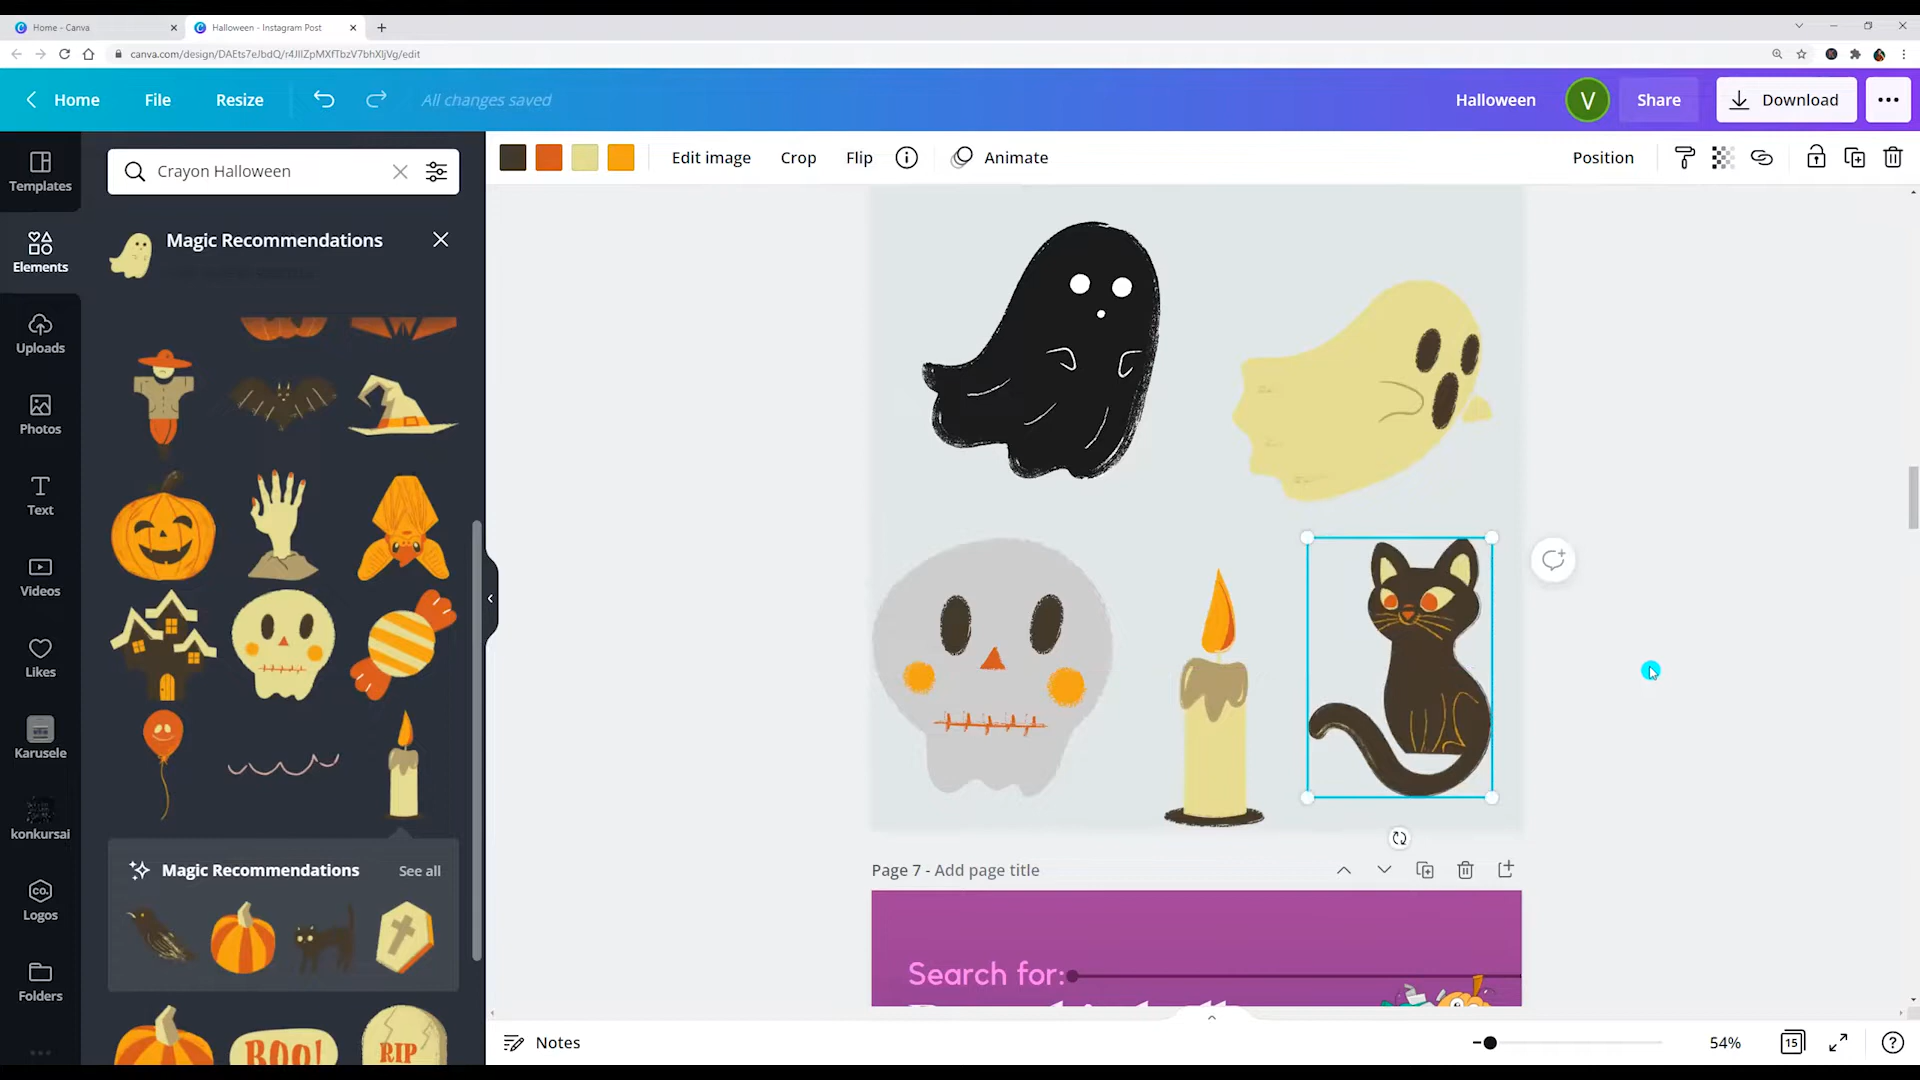 Home - Canva
Halloween - Instagram Post
canva.com/design/DAEts7eJbdQ/r4JIlZpMXfTbzV7bhXljVg/edit
Home
File
Resize
All changes saved
Halloween
V
Share
Download
Templates
Elements
Uploads
Photos
Text
Videos
Likes
Karusele
konkursai
Logos
Folders
Crayon Halloween
Magic Recommendations
Magic Recommendations
See all
BOO!
RIP
Edit image
Crop
Flip
Animate
Position
Page 7 - Add page title
Search for:
Notes
54%
15
CO.